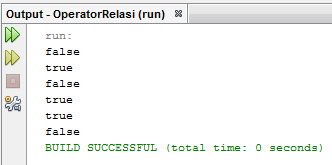 Output - OperatorRelasi (run)
run:
false
true
false
true
true
false
BUILD SUCCESSFUL (total time: 0 seconds)